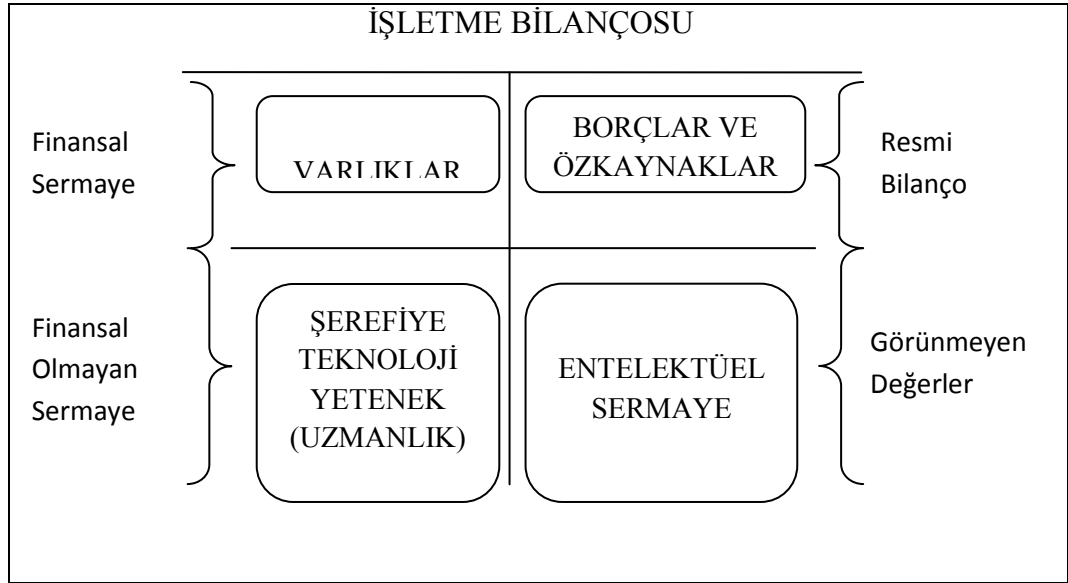 İŞLETME BİLANÇOSU
Finansal
Sermaye
VARLIKLAR
BORÇLAR VE
ÖZKAYNAKLAR
Resmi
Bilanço
Finansal
Olmayan
Sermaye
ŞEREFİYE
TEKNOLOJİ
YETENEK
(UZMANLIK)
ENTELEKTÜEL
SERMAYE
Görünmeyen
Değerler